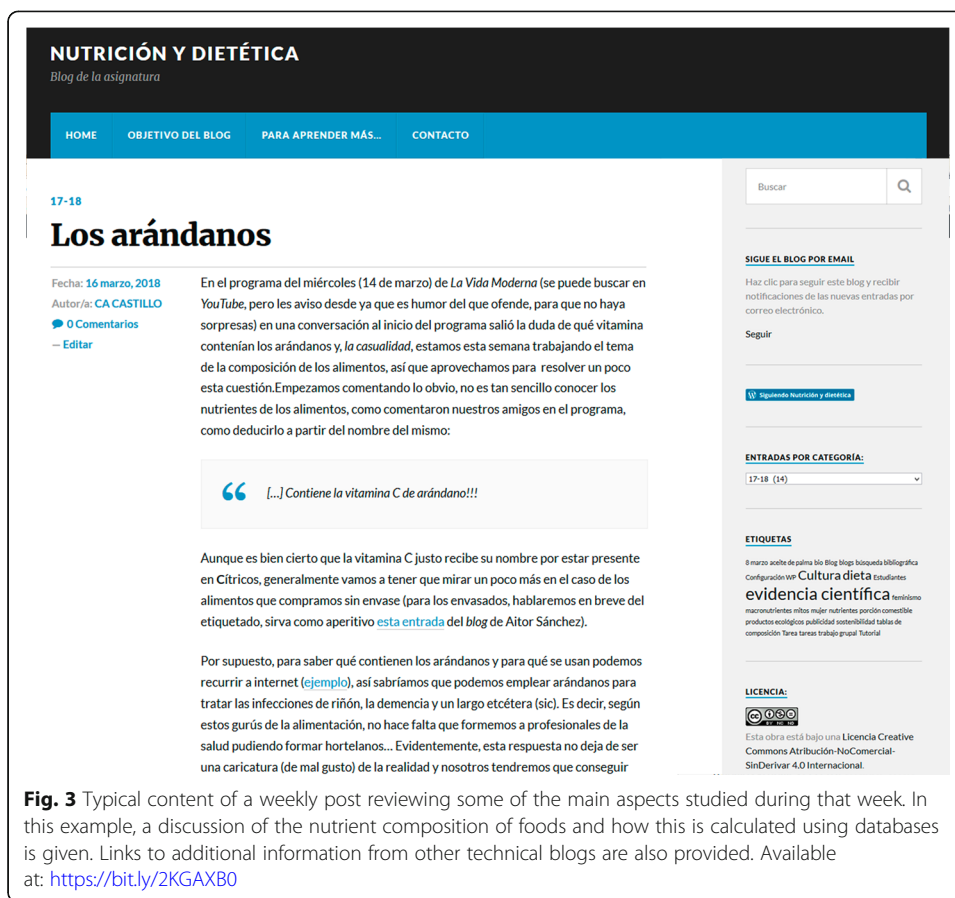 NUTRICIÓN Y DIETÉTICA
Blog de la asignatura
HOME OBJETIVO DEL BLOG PARA APRENDER MÁS... CONTACTO
17-18
Los arándanos
Fecha: 16 marzo, 2018
Autor/a: CA CASTILLO
0 Comentarios
— Editar
En el programa del miércoles (14 de marzo) de La Vida Moderna (se puede buscar en
YouTube, pero les aviso desde ya que es humor del que ofende, para que no haya
sorpresas) en una conversación al inicio del programa salió la duda de qué vitamina
contenían los arándanos y, la casualidad, estamos esta semana trabajando el tema
de la composición de los alimentos, así que aprovechamos para resolver un poco
esta cuestión.Empezamos comentando lo obvio, no es tan sencillo conocer los
nutrientes de los alimentos, como comentaron nuestros amigos en el programa,
como deducirlo a partir del nombre del mismo:
[...] Contiene la vitamina C de arándano!!!
Aunque es bien cierto que la vitamina C justo recibe su nombre por estar presente
en Cítricos, generalmente vamos a tener que mirar un poco más en el caso de los
alimentos que compramos sin envase (para los envasados, hablaremos en breve del
etiquetado, sirva como aperitivo esta entrada del blog de Aitor Sánchez).
Por supuesto, para saber qué contienen los arándanos y para qué se usan podemos
recurrir a internet (ejemplo), así sabríamos que podemos emplear arándanos para
tratar las infecciones de riñón, la demencia y un largo etcétera (sic). Es decir, según
estos gurús de la alimentación, no hace falta que formemos a profesionales de la
salud pudiendo formar hortelanos... Evidentemente, esta respuesta no deja de ser
una caricatura (de mal gusto) de la realidad y nosotros tendremos que conseguir
Buscar
SIGUE EL BLOG POR EMAIL
Haz clic para seguir este blog y recibir
notificaciones de las nuevas entradas por
correo electrónico.
Seguir
Siguiendo Nutrición y dietética
ENTRADAS POR CATEGORÍA:
17-18 (14)
ETIQUETAS
8 marzo aceite de palma bio Blog blogs búsqueda bibliográfica
Configuración WP Cultura dieta Estudiantes
evidencia científica feminismo
macronutrientes mitos mujer nutrientes porción comestible
productos ecológicos publicidad sostenibilidad tablas de
composición Tarea tareas trabajo grupal Tutorial
LICENCIA:
cc BY NC ND
Esta obra está bajo una Licencia Creative
Commons Atribución-NoComercial-
SinDerivar 4.0 Internacional.
Fig. 3 Typical content of a weekly post reviewing some of the main aspects studied during that week. In
this example, a discussion of the nutrient composition of foods and how this is calculated using databases
is given. Links to additional information from other technical blogs are also provided. Available
at: https://bit.ly/2KGAXB0